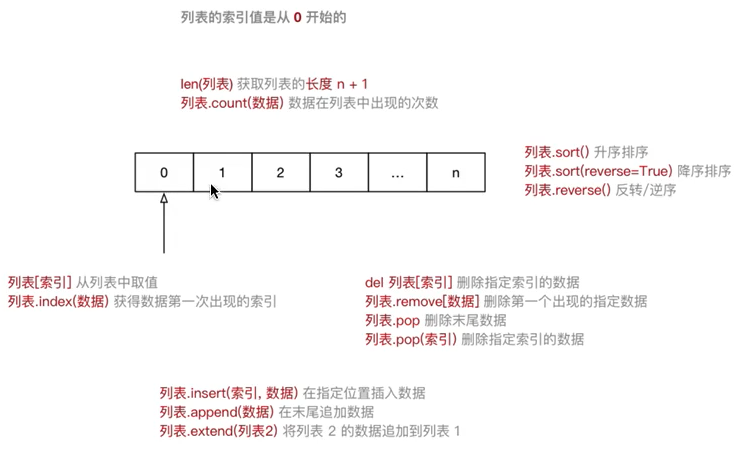 列表的索引值是从 0 开始的
len(列表) 获取列表的长度 n + 1
列表.count(数据) 数据在列表中出现的次数
0 1 2 3 ... n
列表.sort() 升序排序
列表.sort(reverse=True) 降序排序
列表.reverse() 反转/逆序
列表[索引] 从列表中取值
列表.index(数据) 获得数据第一次出现的索引
del 列表[索引] 删除指定索引的数据
列表.remove[数据] 删除第一个出现的指定数据
列表.pop 删除末尾数据
列表.pop(索引) 删除指定索引的数据
列表.insert(索引, 数据) 在指定位置插入数据
列表.append(数据) 在末尾追加数据
列表.extend(列表2) 将列表 2 的数据追加到列表 1